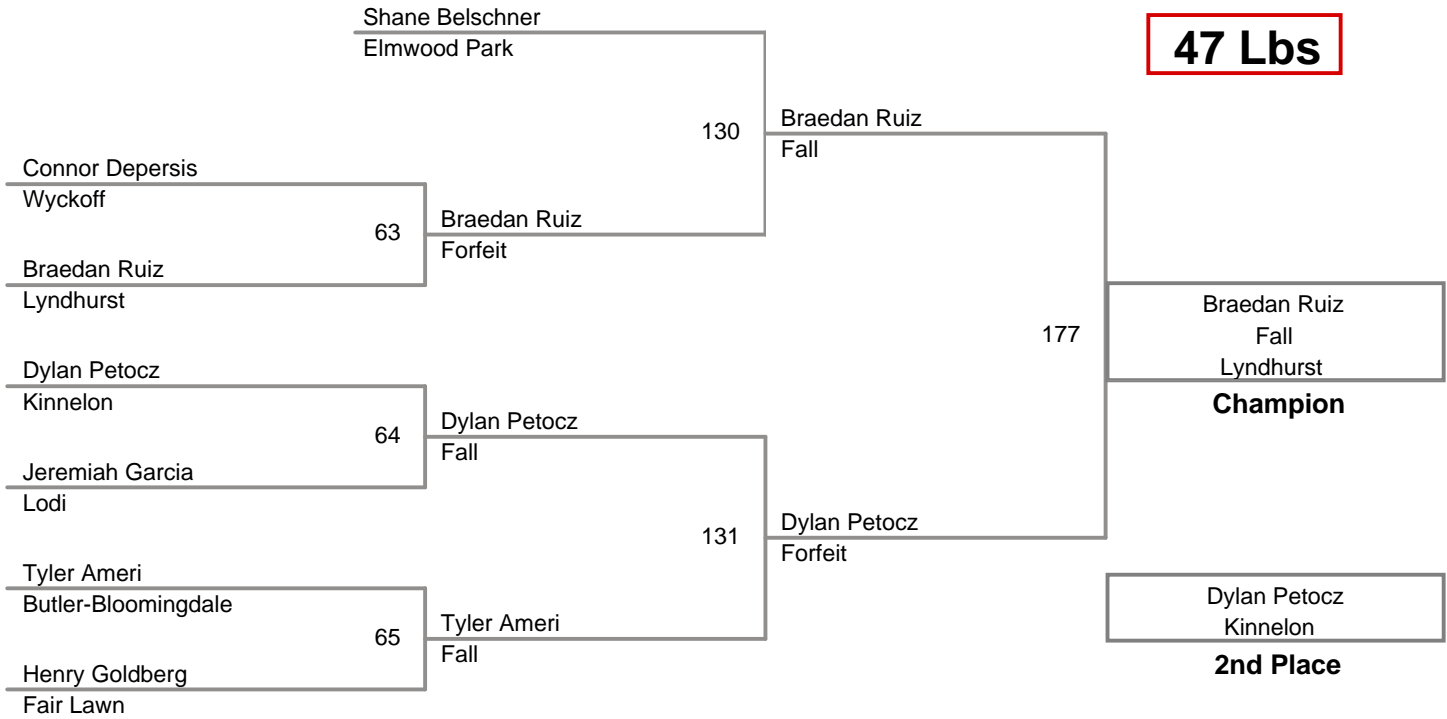 Shane Belschner
Elmwood Park
47 Lbs
130
Braedan Ruiz
Fall
Connor Depersis
Wyckoff
63
Braedan Ruiz
Forfeit
Braedan Ruiz
Lyndhurst
177
Braedan Ruiz
Fall
Lyndhurst
Champion
Dylan Petocz
Kinnelon
64
Dylan Petocz
Fall
Jeremiah Garcia
Lodi
131
Dylan Petocz
Forfeit
Tyler Ameri
Butler-Bloomingdale
65
Tyler Ameri
Fall
Henry Goldberg
Fair Lawn
Dylan Petocz
Kinnelon
2nd Place